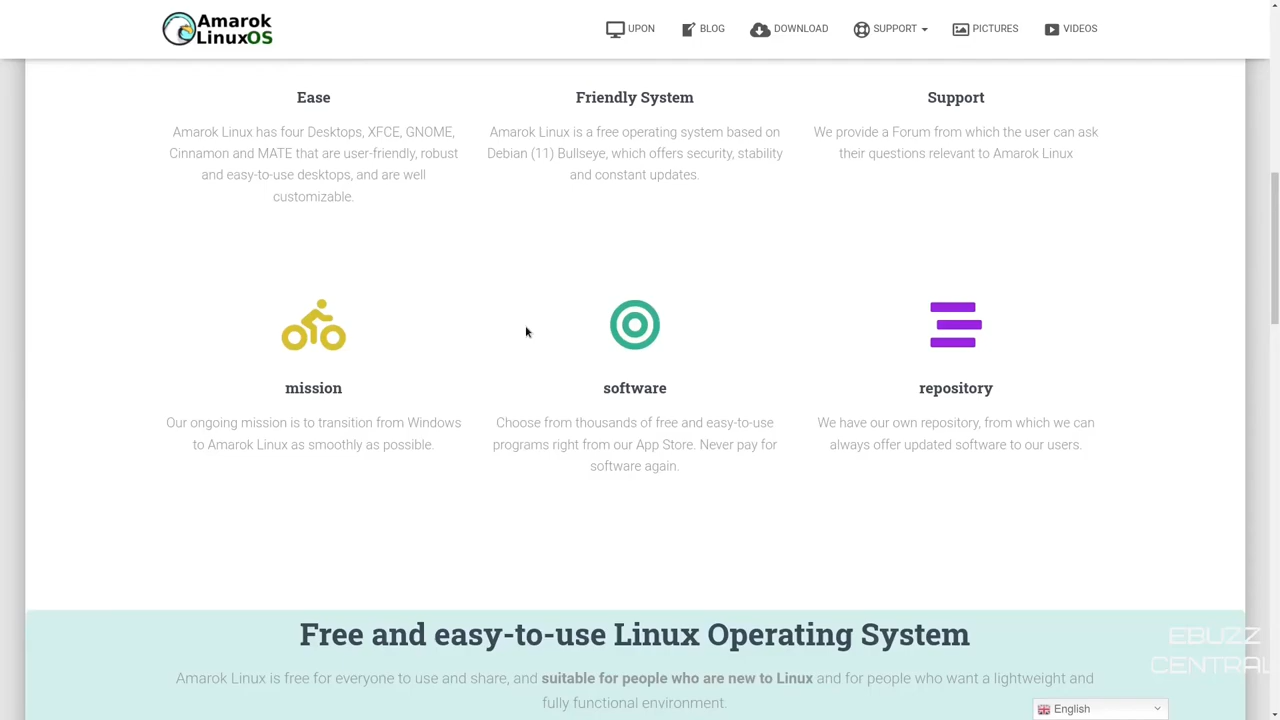 Amarok
LinuxOS
UPON
BLOG
DOWNLOAD
SUPPORT
PICTURES
VIDEOS
Ease
Amarok Linux has four Desktops, XFCE, GNOME,
Cinnamon and MATE that are user-friendly, robust
and easy-to-use desktops, and are well
customizable.
Friendly System
Amarok Linux is a free operating system based on
Debian (11) Bullseye, which offers security, stability
and constant updates.
Support
We provide a Forum from which the user can ask
their questions relevant to Amarok Linux
mission
Our ongoing mission is to transition from Windows
to Amarok Linux as smoothly as possible.
software
Choose from thousands of free and easy-to-use
programs right from our App Store. Never pay for
software again.
repository
We have our own repository, from which we can
always offer updated software to our users.
Free and easy-to-use Linux Operating System
Amarok Linux is free for everyone to use and share, and suitable for people who are new to Linux and for people who want a lightweight and
fully functional environment.
EBUZZ
CENTRAL
English